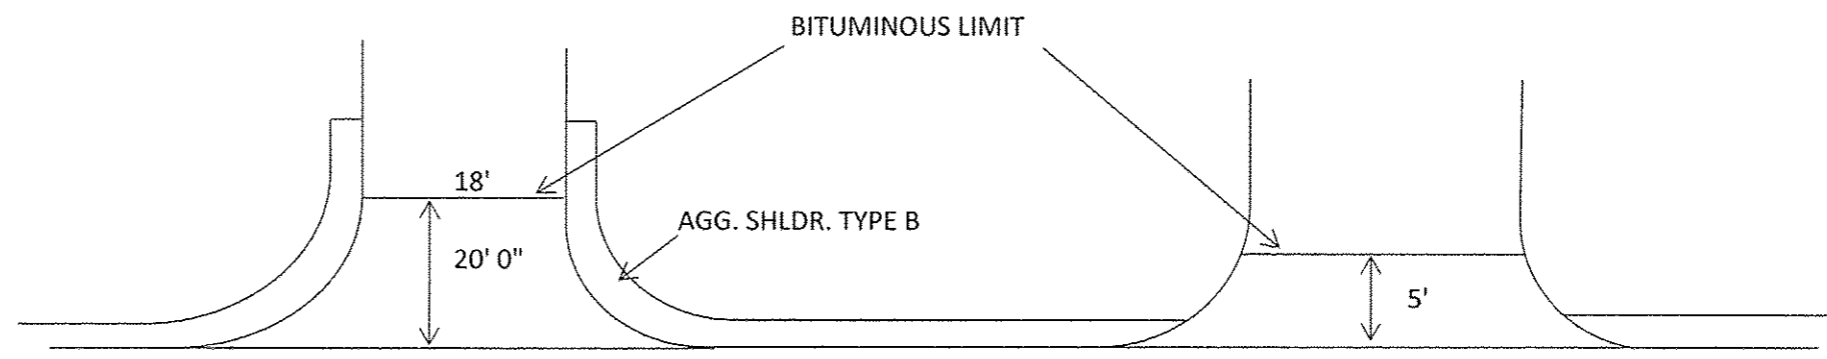 BITUMINOUS LIMIT
18'
AGG. SHLDR. TYPE B
20' 0"
5'